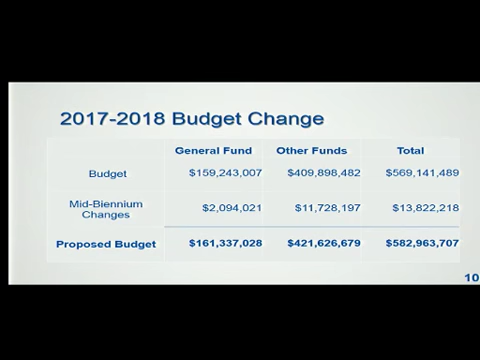 2017-2018 Budget Change
General Fund Other Funds Total
Budget $159,243,007 $409,898,482 $569,141,489
Mid-Biennium
Changes $2,094,021 $11,728,197 $13,822,218
Proposed Budget $161,337,028 $421,626,679 $582,963,707
10